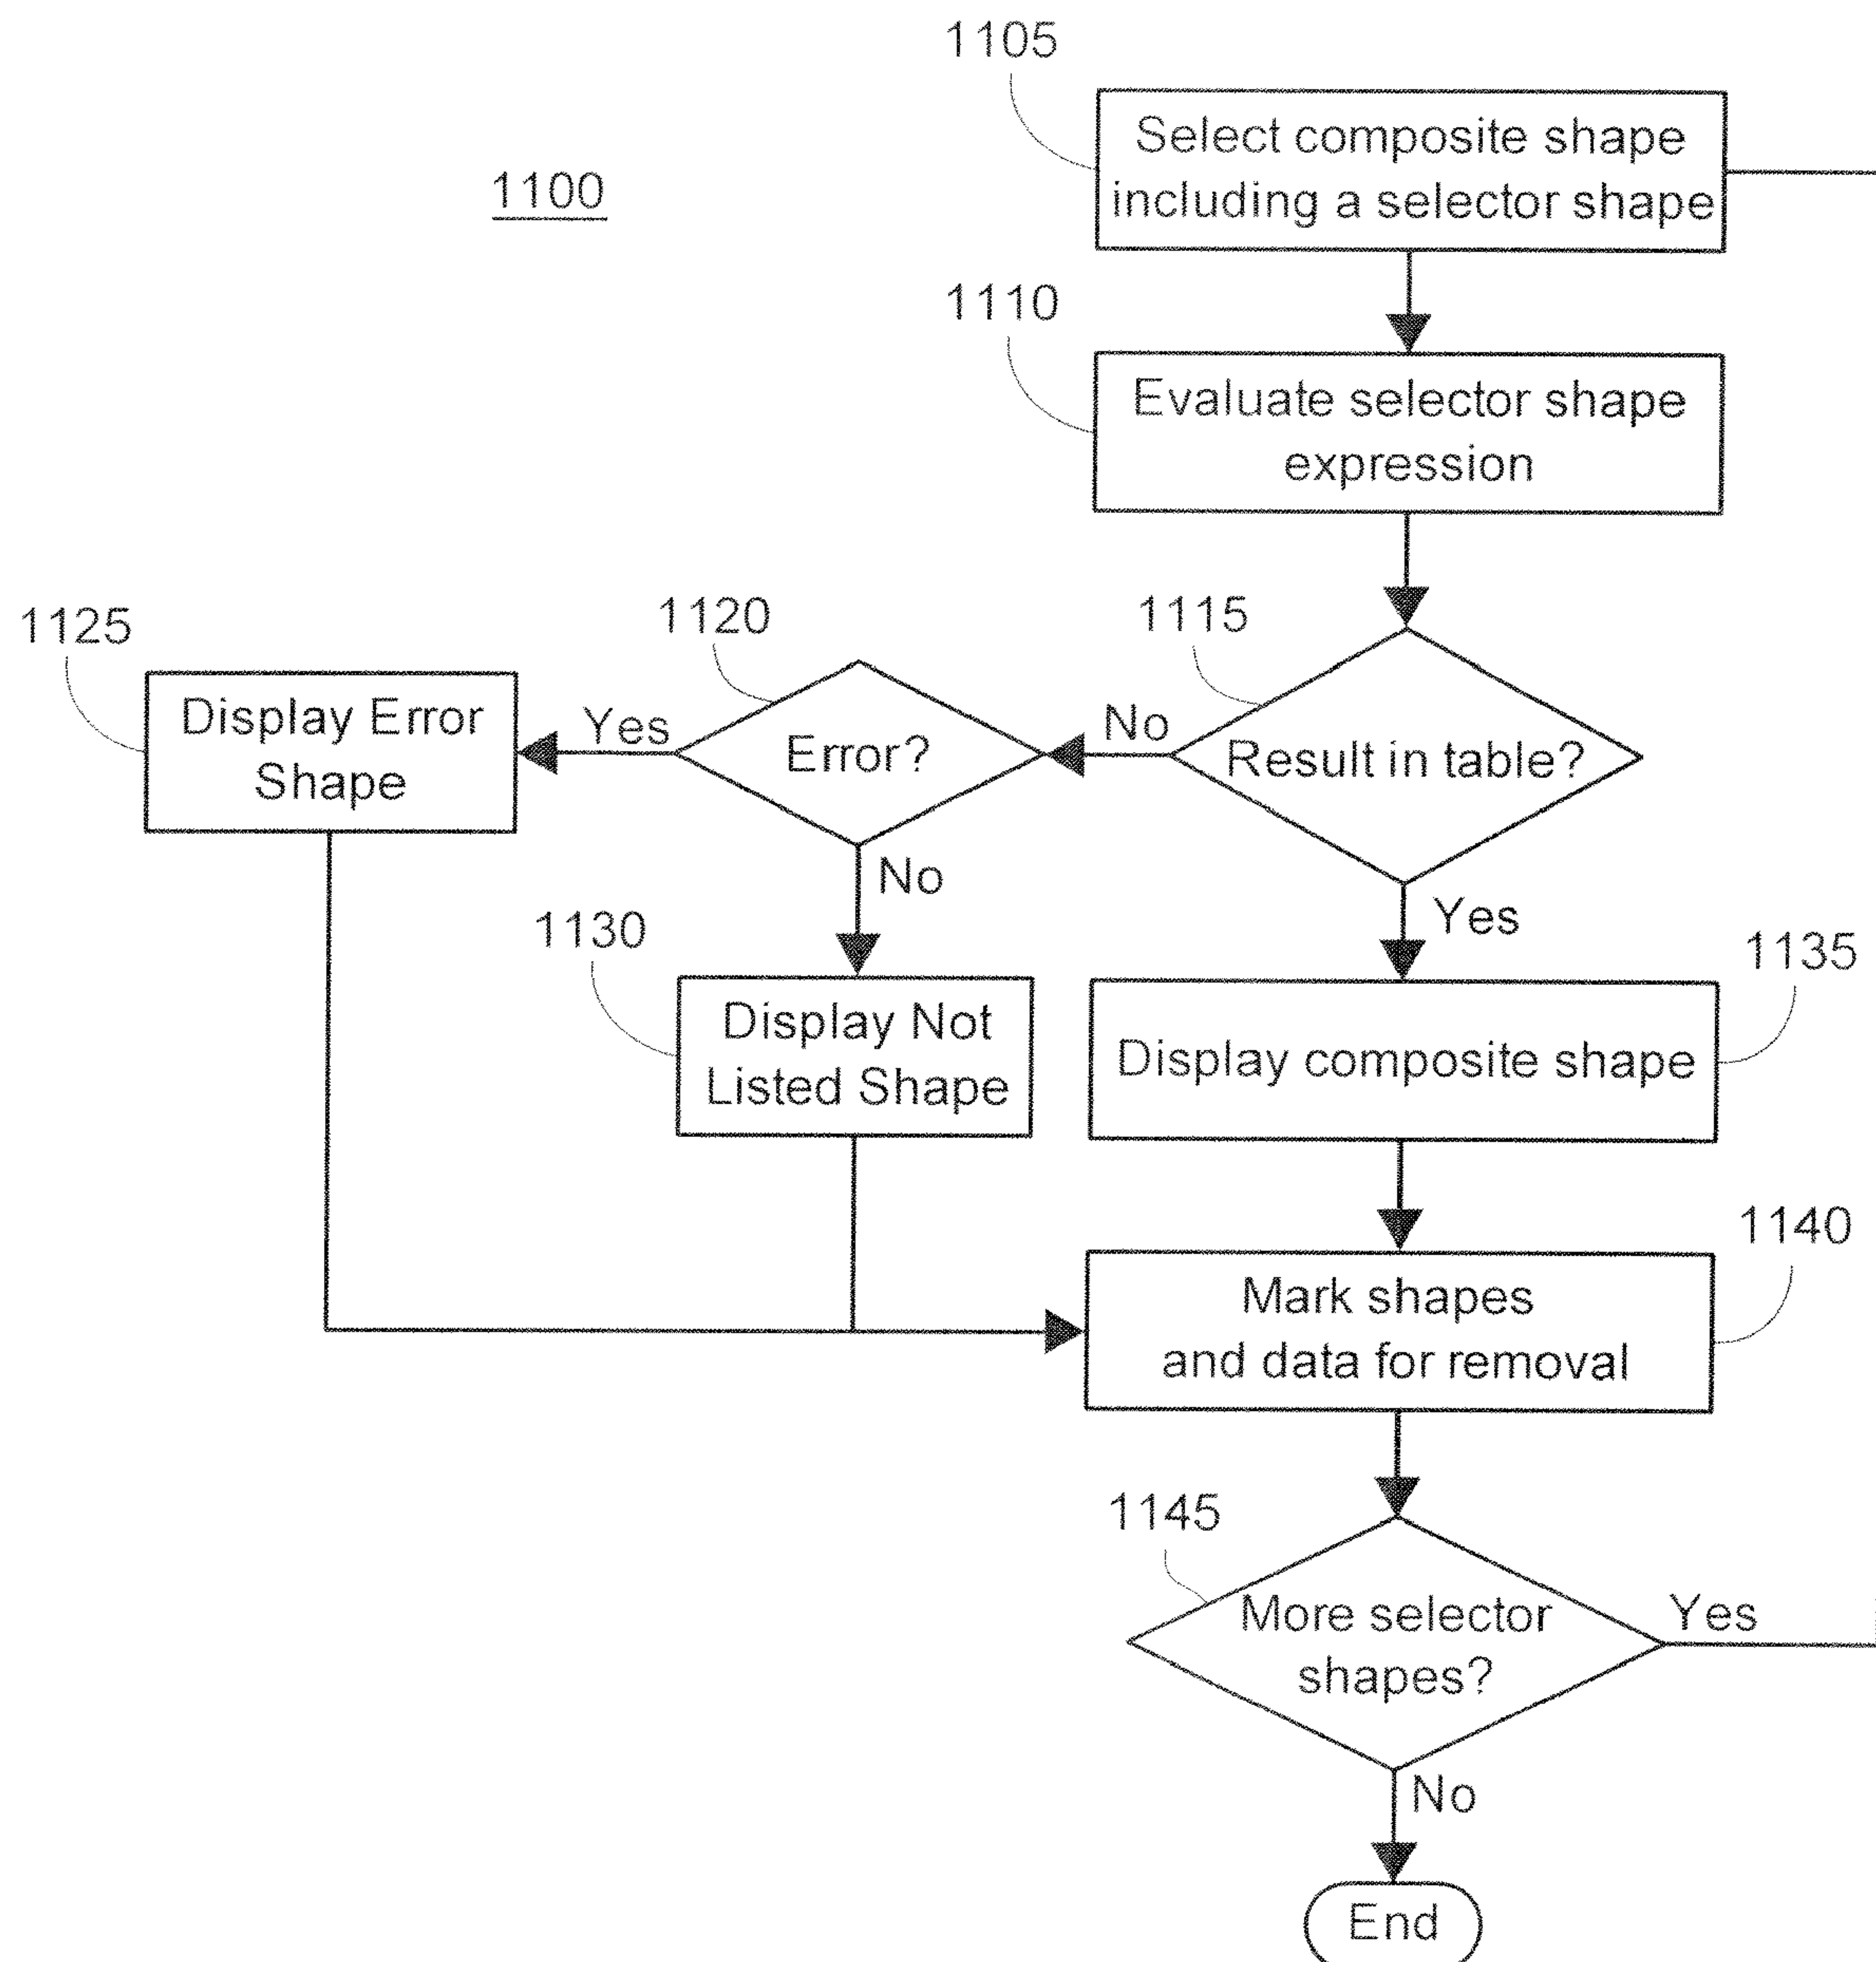 1105
Select composite shape
including a selector shape
1100
1110
Evaluate selector shape
expression
1115
Result in table?
No
1120
Error?
Yes
1125
Display Error
Shape
No
1130
Display Not
Listed Shape
Yes
1135
Display composite shape
1140
Mark shapes
and data for removal
1145
More selector
shapes?
Yes
No
End